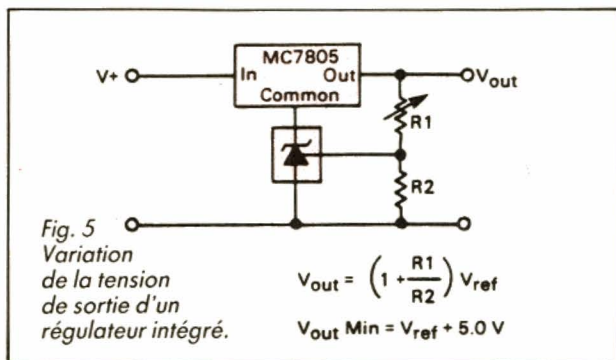 MC7805
V+ In Out Vout
Common
R1
R2
Fig. 5
Variation
de la tension
de sortie d'un
régulateur intégré.
Vout = (1 + R1/R2) Vref
Vout Min = Vref + 5.0 V